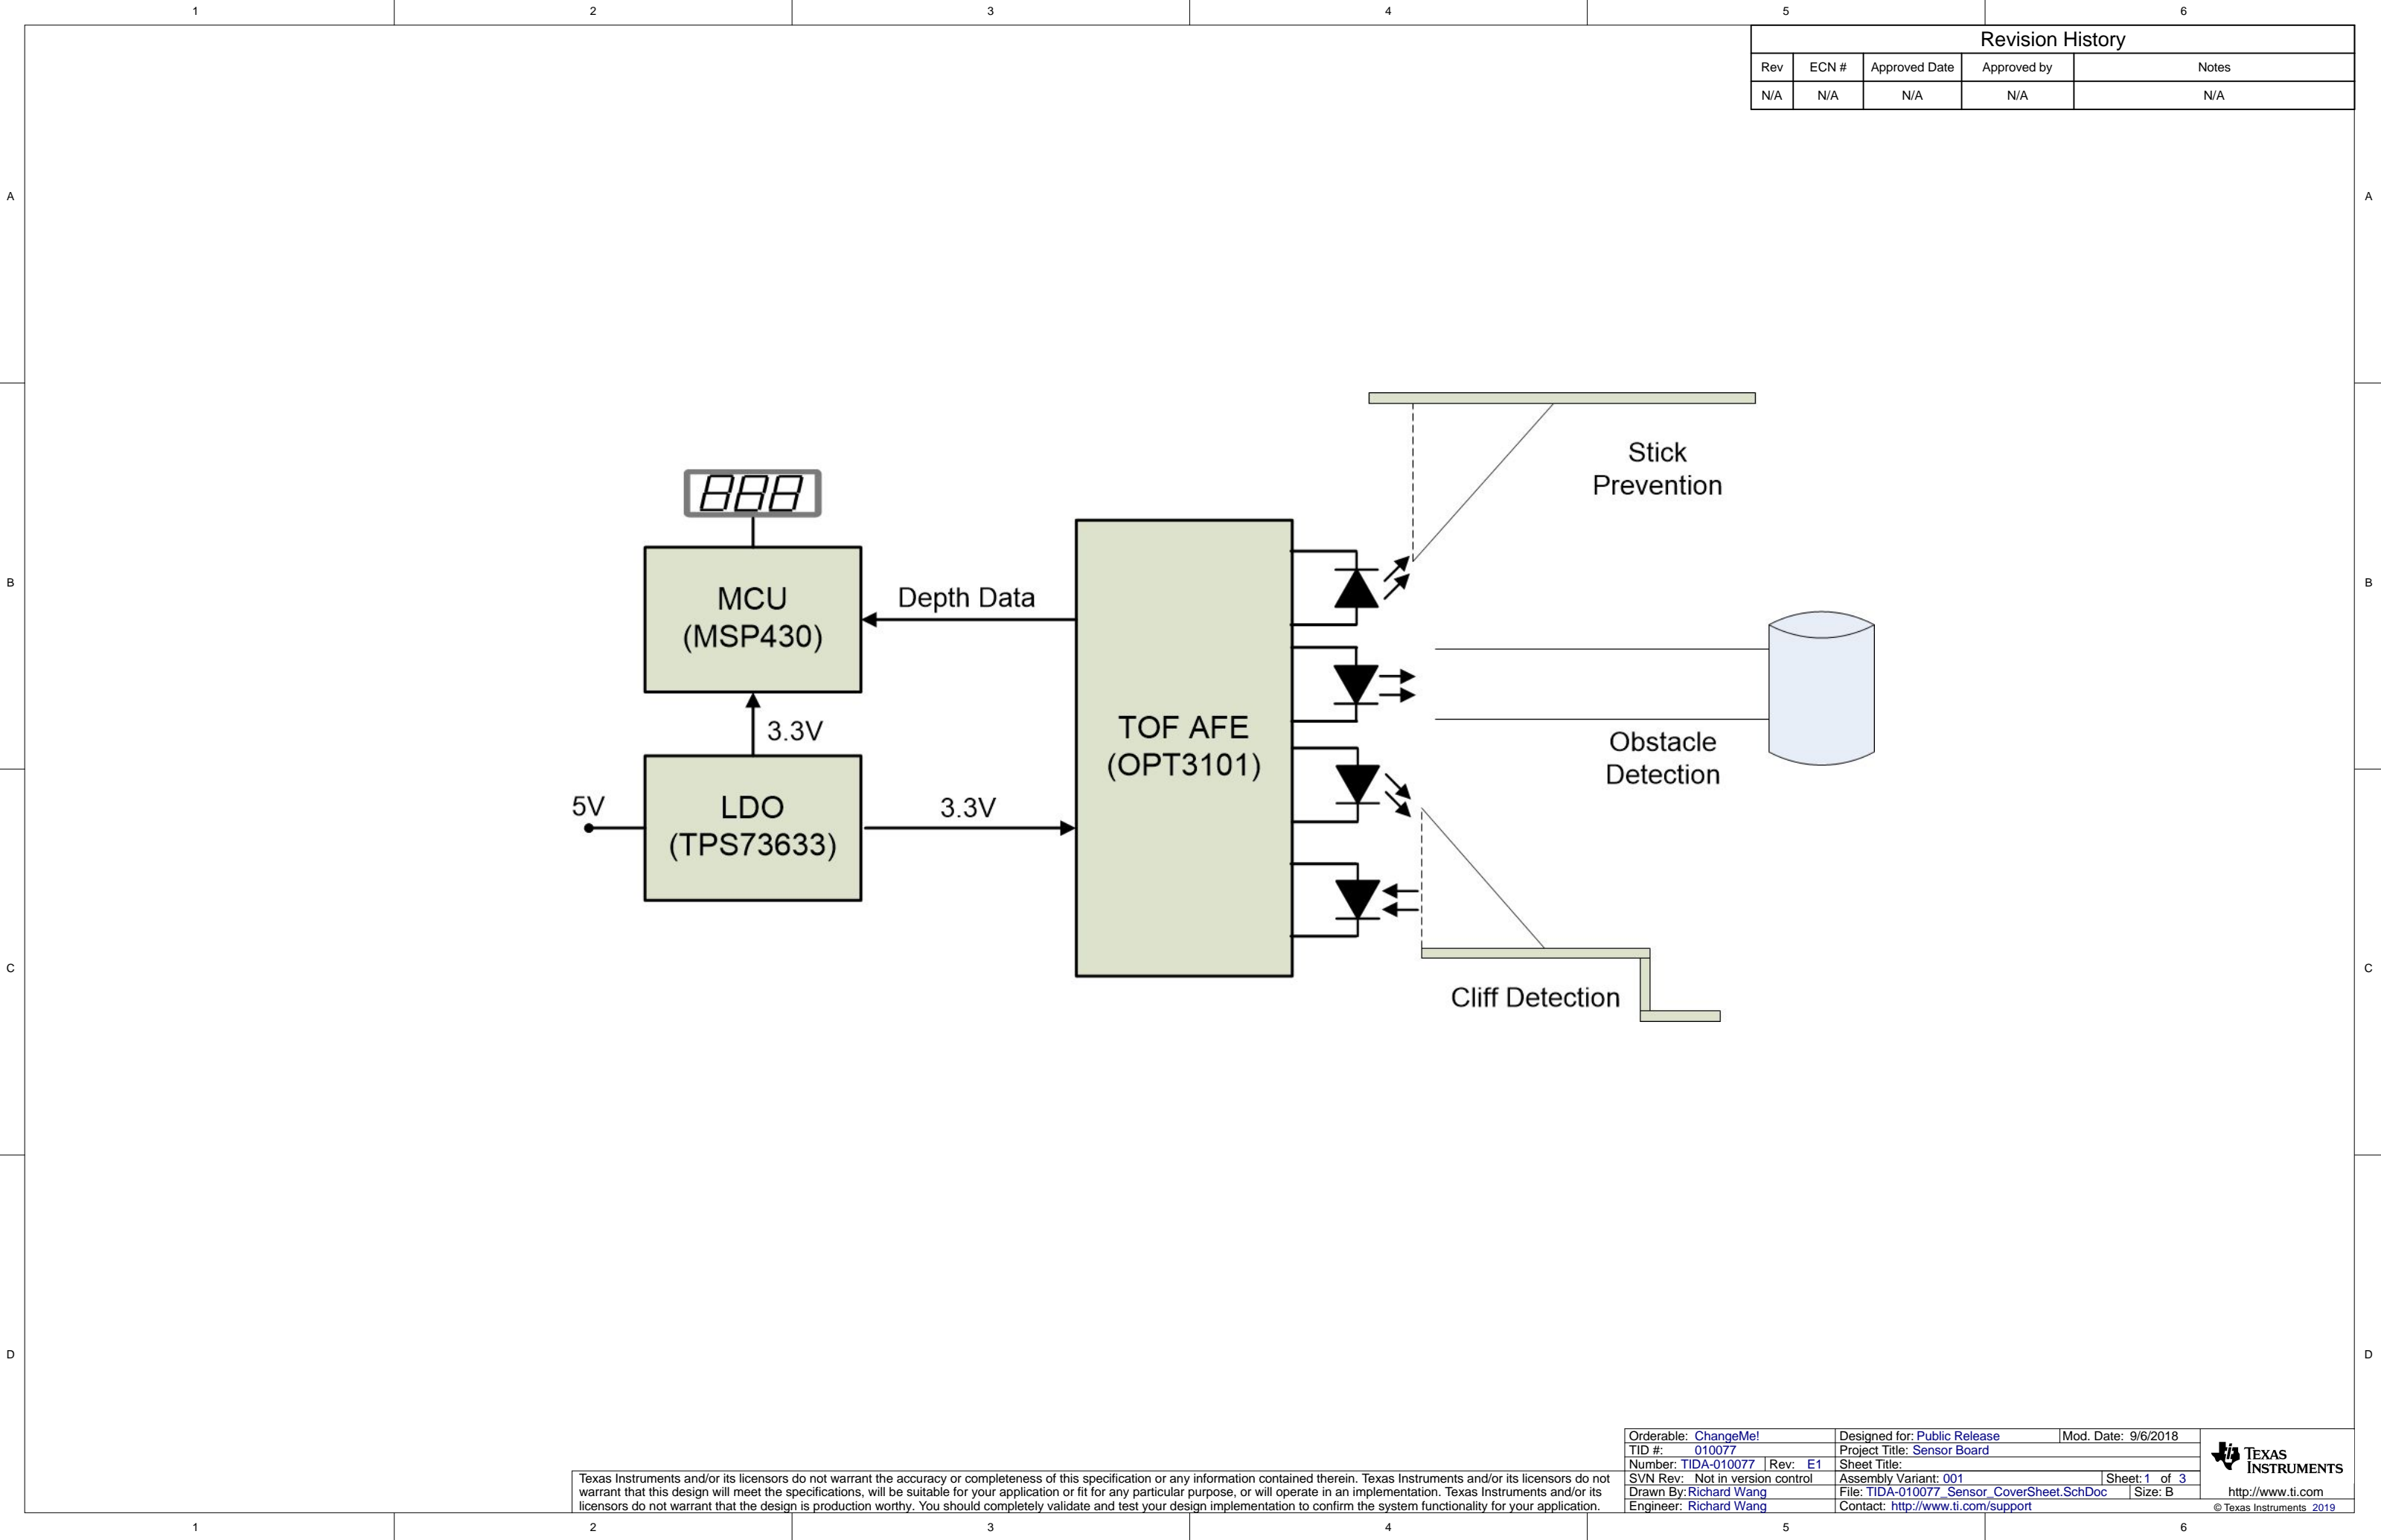 1 2 3 4 5 6
Revision History
Rev ECN # Approved Date Approved by Notes
N/A N/A N/A N/A N/A
A A
Stick
Prevention
888
B B
MCU
(MSP430)
Depth Data
3.3V
TOF AFE
(OPT3101)
Obstacle
Detection
5V
LDO
(TPS73633)
3.3V
C C
Cliff Detection
D D
Orderable: ChangeMe! Designed for: Public Release Mod. Date: 9/6/2018
TID #: 010077 Project Title: Sensor Board
Number: TIDA-010077 Rev: E1 Sheet Title:
SVN Rev: Not in version control Assembly Variant: 001 Sheet: 1 of 3
Drawn By: Richard Wang File: TIDA-010077_Sensor_CoverSheet.SchDoc Size: B
Engineer: Richard Wang Contact: http://www.ti.com/support
TEXAS
INSTRUMENTS
http://www.ti.com
© Texas Instruments 2019
Texas Instruments and/or its licensors do not warrant the accuracy or completeness of this specification or any information contained therein. Texas Instruments and/or its licensors do not
warrant that this design will meet the specifications, will be suitable for your application or fit for any particular purpose, or will operate in an implementation. Texas Instruments and/or its
licensors do not warrant that the design is production worthy. You should completely validate and test your design implementation to confirm the system functionality for your application.
1 2 3 4 5 6